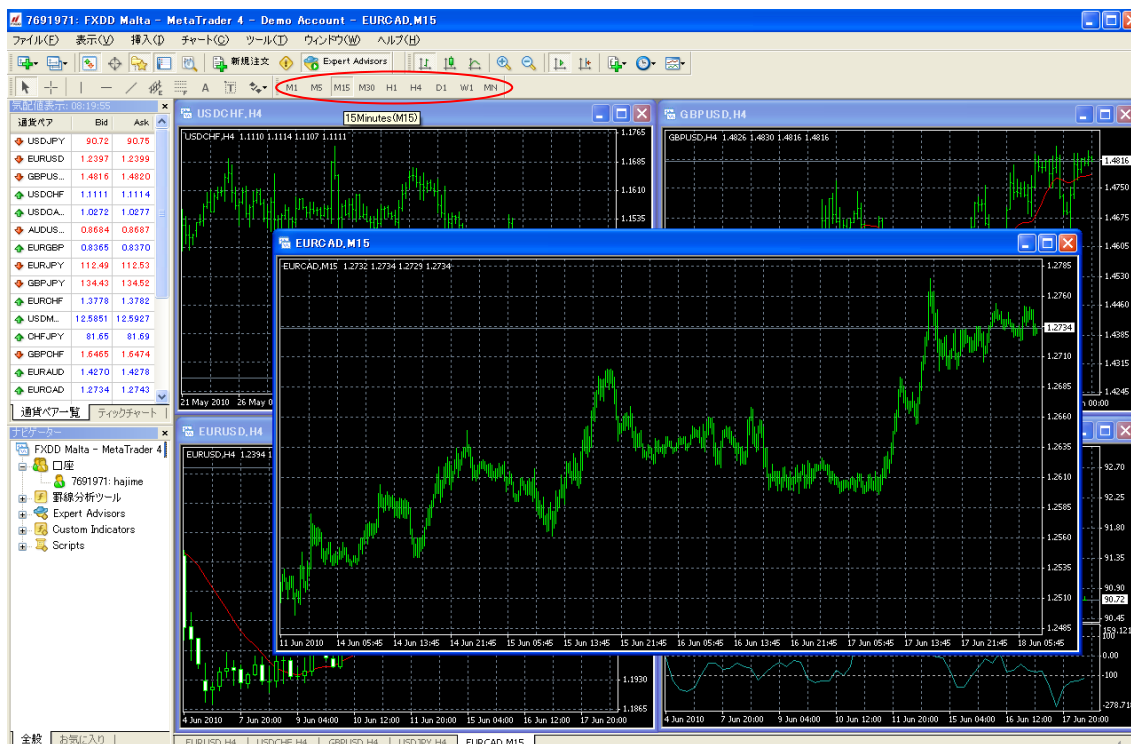 7691971: FXDD Malta - MetaTrader 4 - Demo Account - EURCAD,M15
ファイル(F) 表示(V) 挿入(I) チャート(C) ツール(T) ウィンドウ(W) ヘルプ(H)
新規注文 Expert Advisors
A T M1 M5 M15 M30 H1 H4 D1 W1 MN
15Minutes (M15)
気配値表示: 08:19:55
通貨ペア Bid Ask
USDJPY 90.72 90.75
EURUSD 1.2397 1.2399
GBPUS... 1.4816 1.4820
USDCHF 1.1111 1.1114
USDCA... 1.0272 1.0277
AUDUS... 0.8684 0.8687
EURGBP 0.8365 0.8370
EURJPY 112.49 112.53
GBPJPY 134.43 134.52
EURCHF 1.3778 1.3782
USDM... 12.5851 12.5927
CHFJPY 81.65 81.69
GBPCHF 1.6465 1.6474
EURAUD 1.4270 1.4278
EURCAD 1.2734 1.2743
通貨ペア一覧 ティックチャート
ナビゲーター
FXDD Malta - MetaTrader 4
口座
7691971: hajime
罫線分析ツール
Expert Advisors
Custom Indicators
Scripts
全般 お気に入り
USDCHF,H4
USDCHF,H4 1.1110 1.1114 1.1107 1.1111
1.1765
1.1685
1.1610
1.1535
21 May 2010 26 May 0
GBPUSD,H4
GBPUSD,H4 1.4826 1.4830 1.4816 1.4816
1.4816
1.4750
1.4675
1.4605
1.4530
1.4460
1.4385
1.4315
1.4245
00:00
EURCAD,M15
EURCAD,M15 1.2732 1.2734 1.2729 1.2734
1.2785
1.2760
1.2734
1.2710
1.2685
1.2660
1.2635
1.2610
1.2585
1.2560
1.2535
1.2510
1.2485
11 Jun 2010 14 Jun 05:45 14 Jun 13:45 14 Jun 21:45 15 Jun 05:45 15 Jun 13:45 15 Jun 21:45 16 Jun 05:45 16 Jun 13:45 16 Jun 21:45 17 Jun 05:45 17 Jun 13:45 17 Jun 21:45 18 Jun 05:45
EURUSD,H4
EURUSD,H4 1.2394 1
1.1930
1.1865
4 Jun 2010 7 Jun 20:00 9 Jun 04:00 10 Jun 12:00 11 Jun 20:00 15 Jun 04:00 16 Jun 12:00 17 Jun 20:00
92.70
92.25
91.80
91.35
90.90
90.72
90.45
100
0.00
-100
4 Jun 2010 7 Jun 20:00 9 Jun 04:00 10 Jun 12:00 11 Jun 20:00 15 Jun 04:00 16 Jun 12:00 17 Jun 20:00
EURUSD,H4 USDCHF,H4 GBPUSD,H4 USDJPY,H4 EURCAD,M15